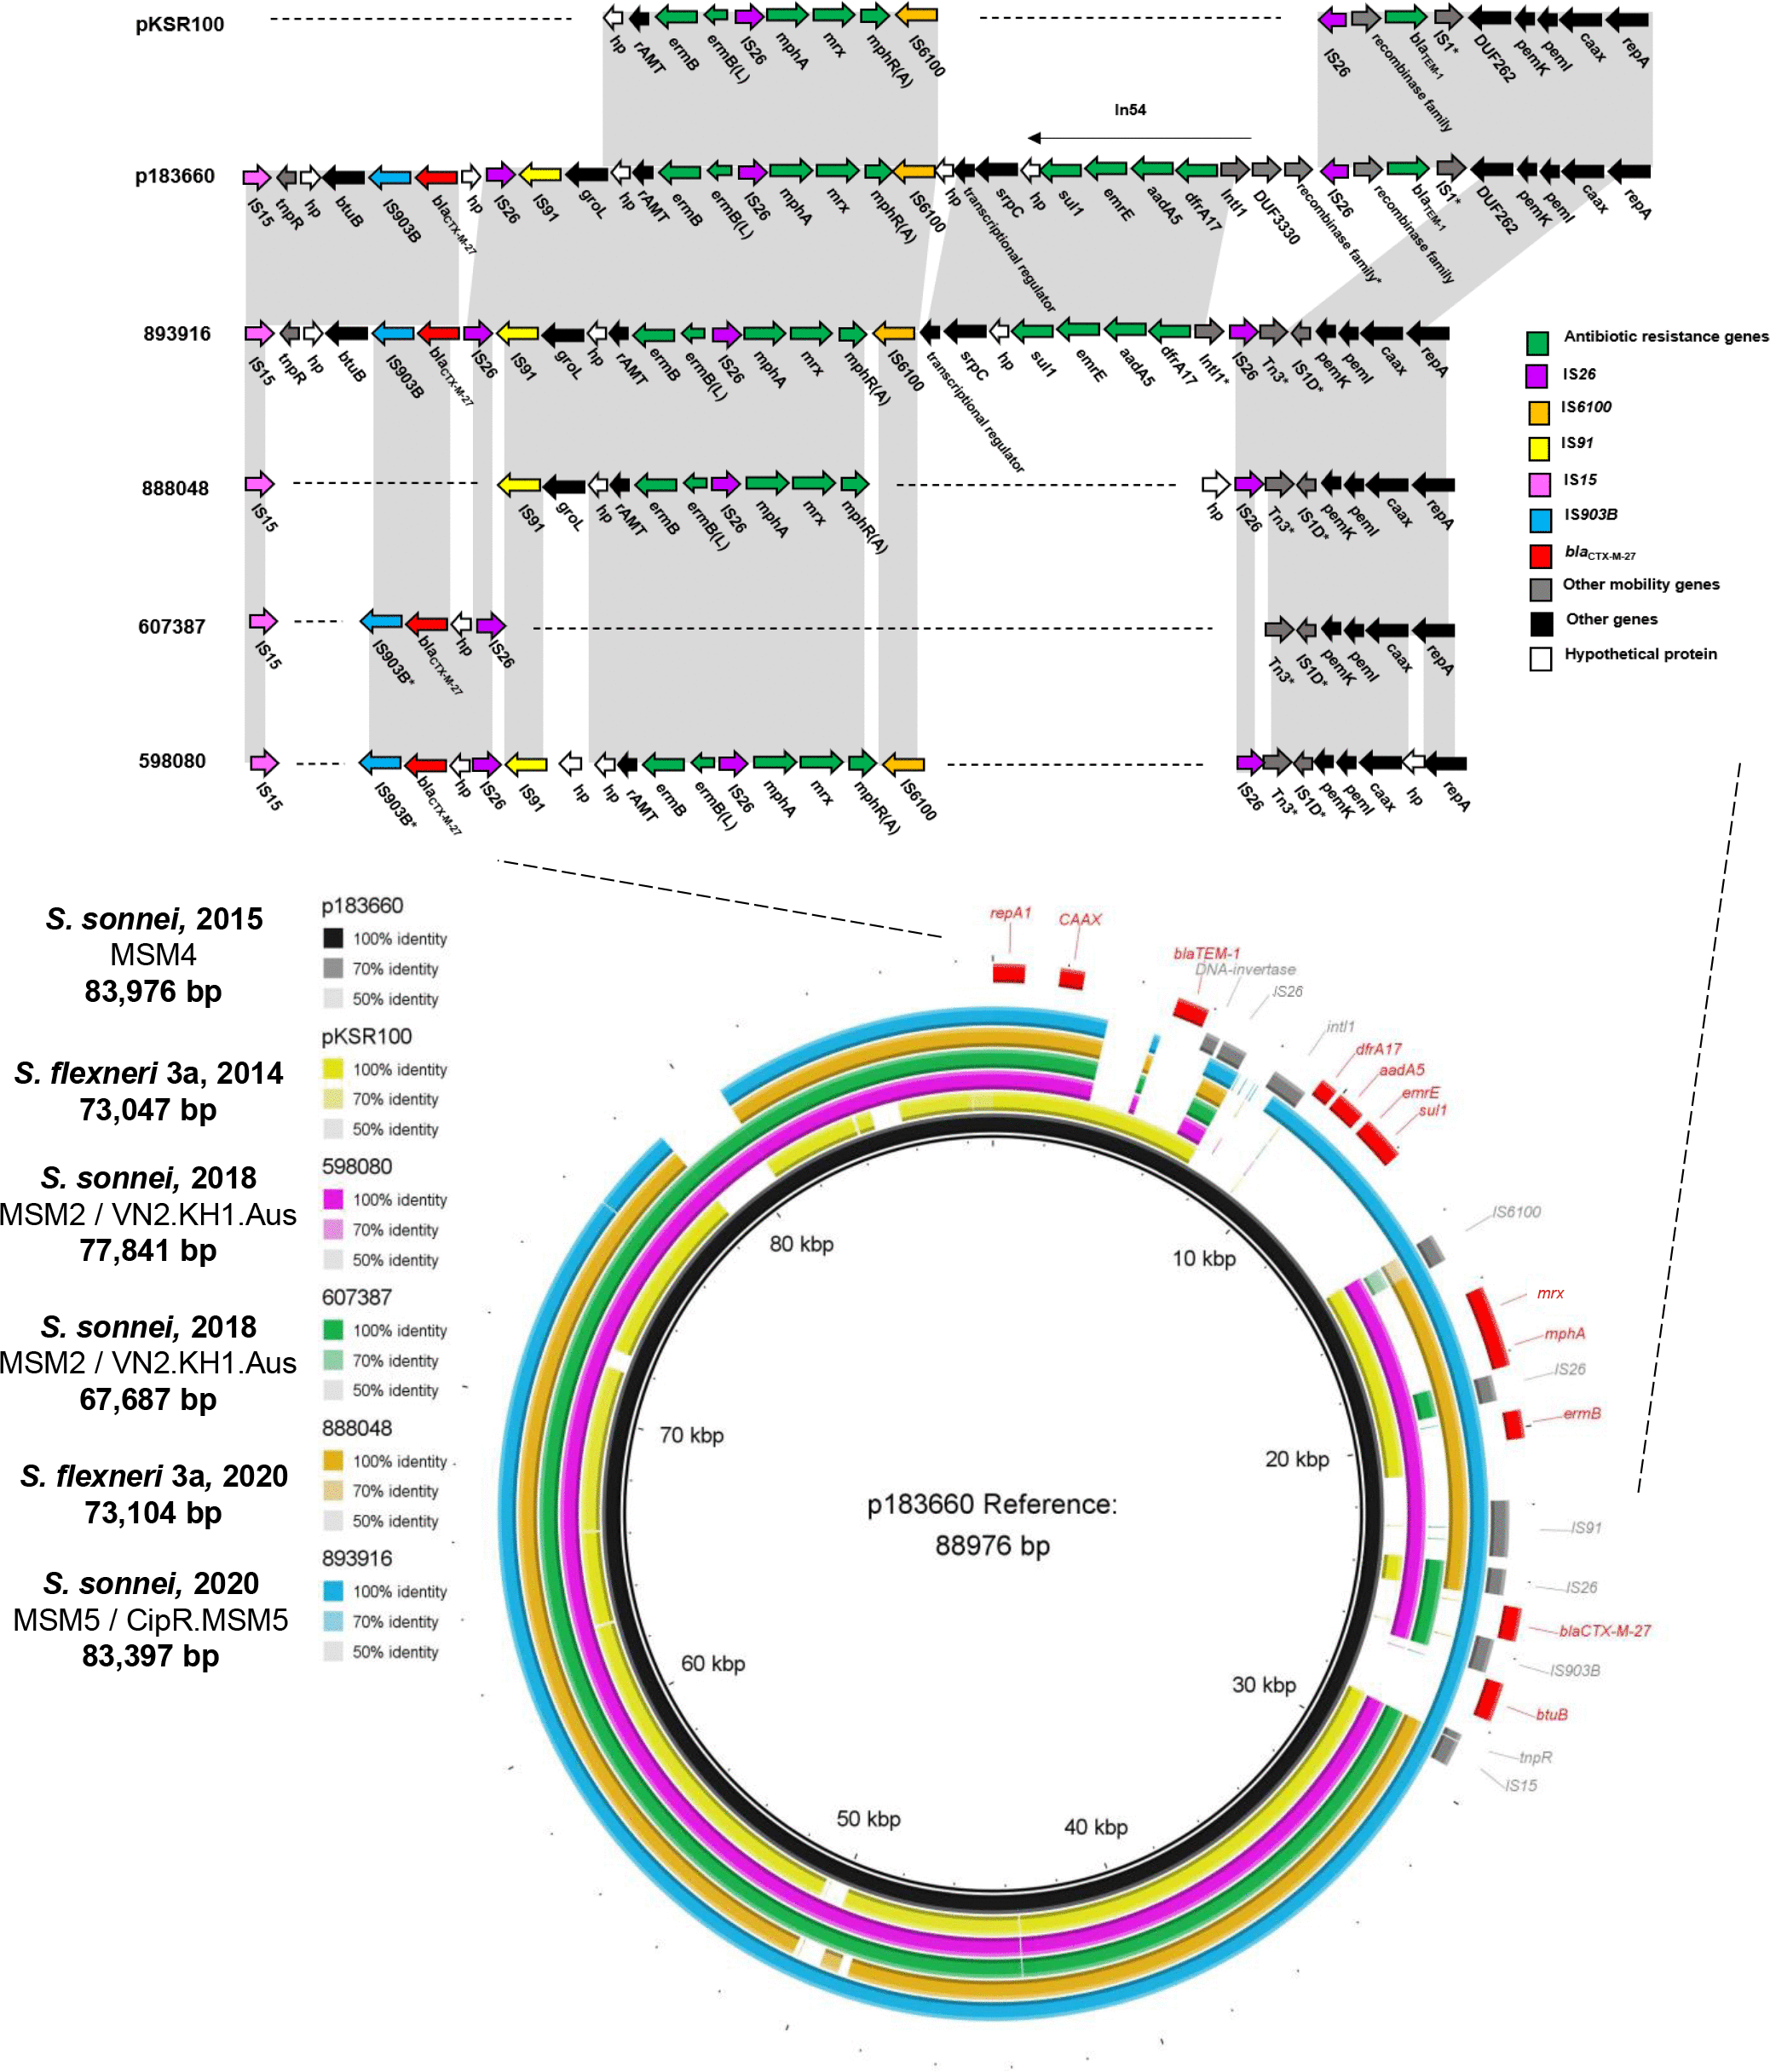 pKSR100
hp rAMT ermB ermB(L) IS26 mphA mrx mphR(A) IS6100 IS26 recombinase family blaTEM-1 IS1* DUF262 pemK pemI caax repA
In54
p183660
IS15 tnpR hp btuB IS903B blaCTX-M-27 hp IS26 IS91 groL hp rAMT ermB ermB(L) IS26 mphA mrx mphR(A) IS6100 hp transcriptional regulator srpC hp sul1 emrE aadA5 dfrA17 Intl1 DUF3330 recombinase family* IS26 recombinase family blaTEM-1 IS1* DUF262 pemK pemI caax repA
893916
IS15 tnpR hp btuB IS903B blaCTX-M-27 IS26 IS91 groL hp rAMT ermB ermB(L) IS26 mphA mrx mphR(A) IS6100 transcriptional regulator srpC hp sul1 emrE aadA5 dfrA17 Intl1* IS26 Tn3* IS1D* pemK pemI caax repA
888048
IS15 IS91 groL hp rAMT ermB ermB(L) IS26 mphA mrx mphR(A) hp IS26 Tn3* IS1D* pemK pemI caax repA
607387
IS15 IS903B* blaCTX-M-27 hp IS26 Tn3* IS1D* pemK pemI caax repA
598080
IS15 IS903B* blaCTX-M-27 hp IS26 IS91 hp hp rAMT ermB ermB(L) IS26 mphA mrx mphR(A) IS6100 IS26 Tn3* IS1D* pemK pemI caax hp repA
Antibiotic resistance genes
IS26
IS6100
IS91
IS15
IS903B
blaCTX-M-27
Other mobility genes
Other genes
Hypothetical protein
S. sonnei, 2015
MSM4
83,976 bp
S. flexneri 3a, 2014
73,047 bp
S. sonnei, 2018
MSM2 / VN2.KH1.Aus
77,841 bp
S. sonnei, 2018
MSM2 / VN2.KH1.Aus
67,687 bp
S. flexneri 3a, 2020
73,104 bp
S. sonnei, 2020
MSM5 / CipR.MSM5
83,397 bp
p183660
100% identity
70% identity
50% identity
pKSR100
100% identity
70% identity
50% identity
598080
100% identity
70% identity
50% identity
607387
100% identity
70% identity
50% identity
888048
100% identity
70% identity
50% identity
893916
100% identity
70% identity
50% identity
repA1
CAAX
blaTEM-1
DNA-invertase
IS26
intl1
dfrA17
aadA5
emrE
sul1
IS6100
mrx
mphA
IS26
ermB
IS91
IS26
blaCTX-M-27
IS903B
btuB
tnpR
IS15
10 kbp
20 kbp
30 kbp
40 kbp
50 kbp
60 kbp
70 kbp
80 kbp
p183660 Reference:
88976 bp